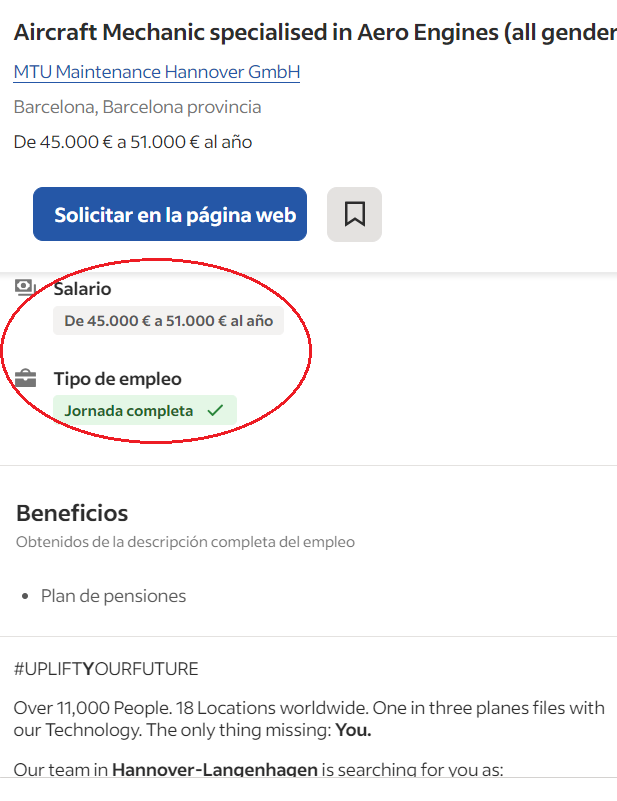 Aircraft Mechanic specialised in Aero Engines (all gender
MTU Maintenance Hannover GmbH
Barcelona, Barcelona provincia
De 45.000 € a 51.000 € al año
Solicitar en la página web
Salario
De 45.000 € a 51.000 € al año
Tipo de empleo
Jornada completa
Beneficios
Obtenidos de la descripción completa del empleo
• Plan de pensiones
#UPLIFTYOURFUTURE
Over 11,000 People. 18 Locations worldwide. One in three planes files with
our Technology. The only thing missing: You.
Our team in Hannover-Langenhagen is searching for you as: